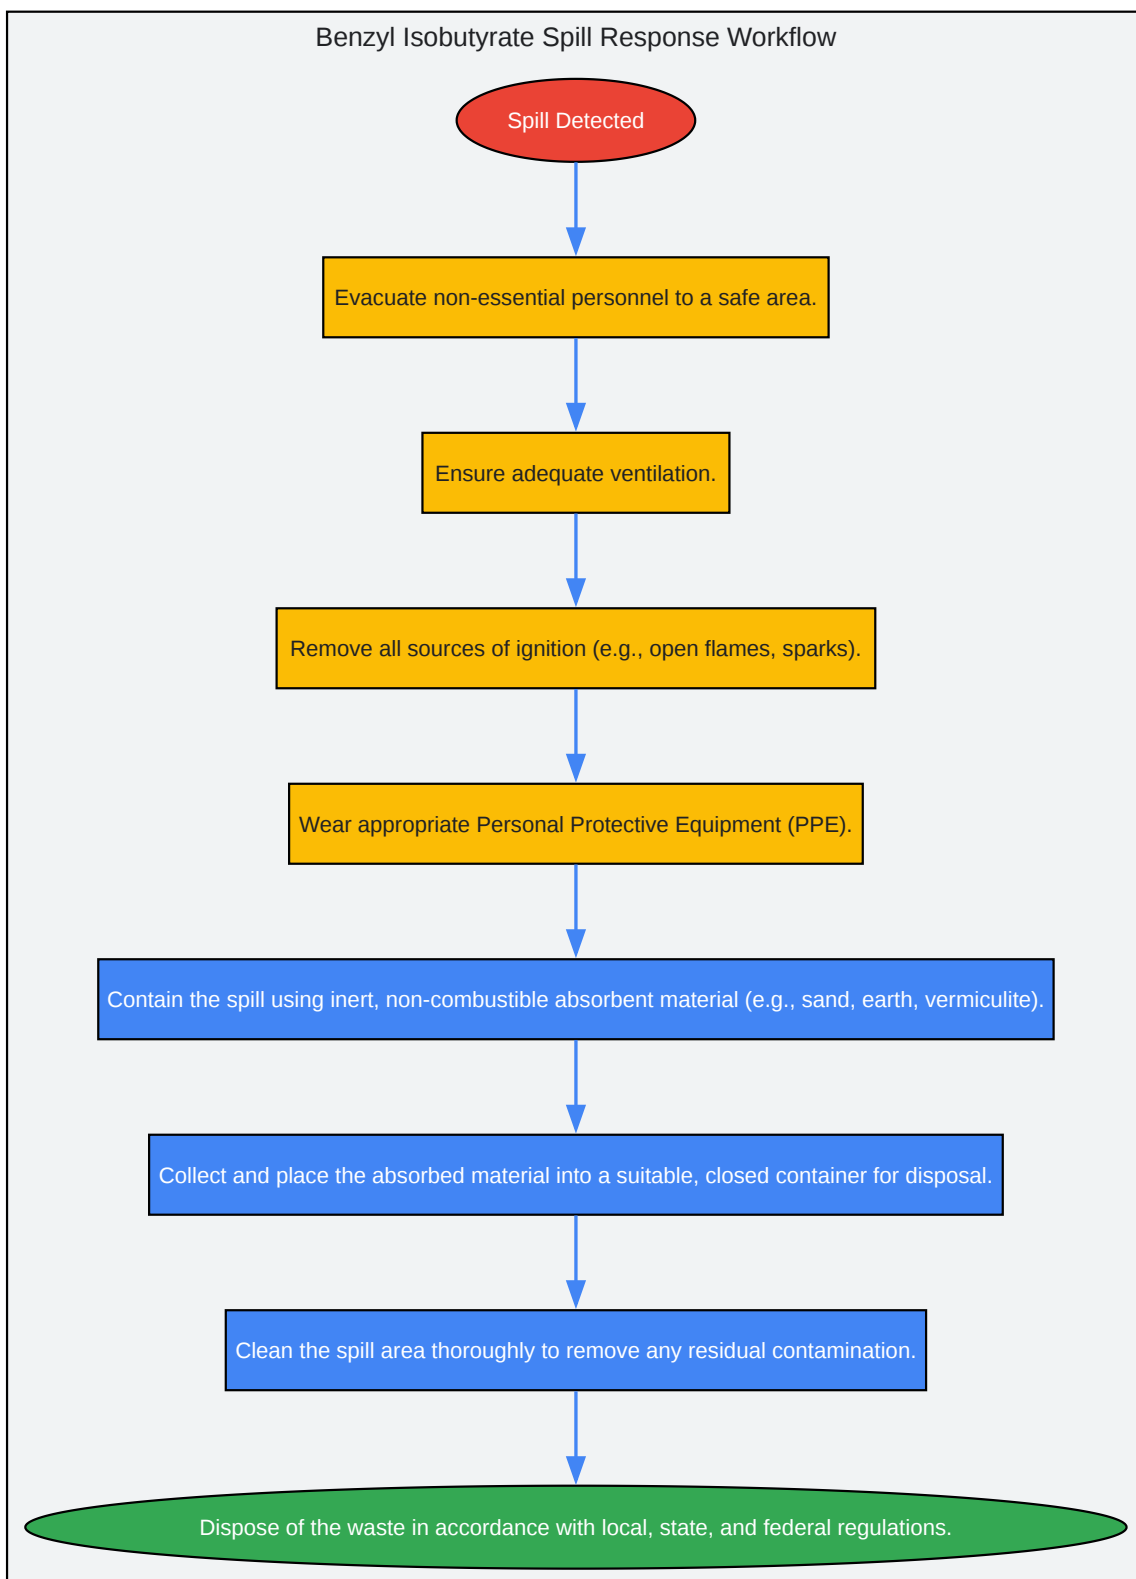 Benzyl Isobutyrate Spill Response Workflow
Spill Detected
Evacuate non-essential personnel to a safe area.
Ensure adequate ventilation.
Remove all sources of ignition (e.g., open flames, sparks).
Wear appropriate Personal Protective Equipment (PPE).
Contain the spill using inert, non-combustible absorbent material (e.g., sand, earth, vermiculite).
Collect and place the absorbed material into a suitable, closed container for disposal.
Clean the spill area thoroughly to remove any residual contamination.
Dispose of the waste in accordance with local, state, and federal regulations.